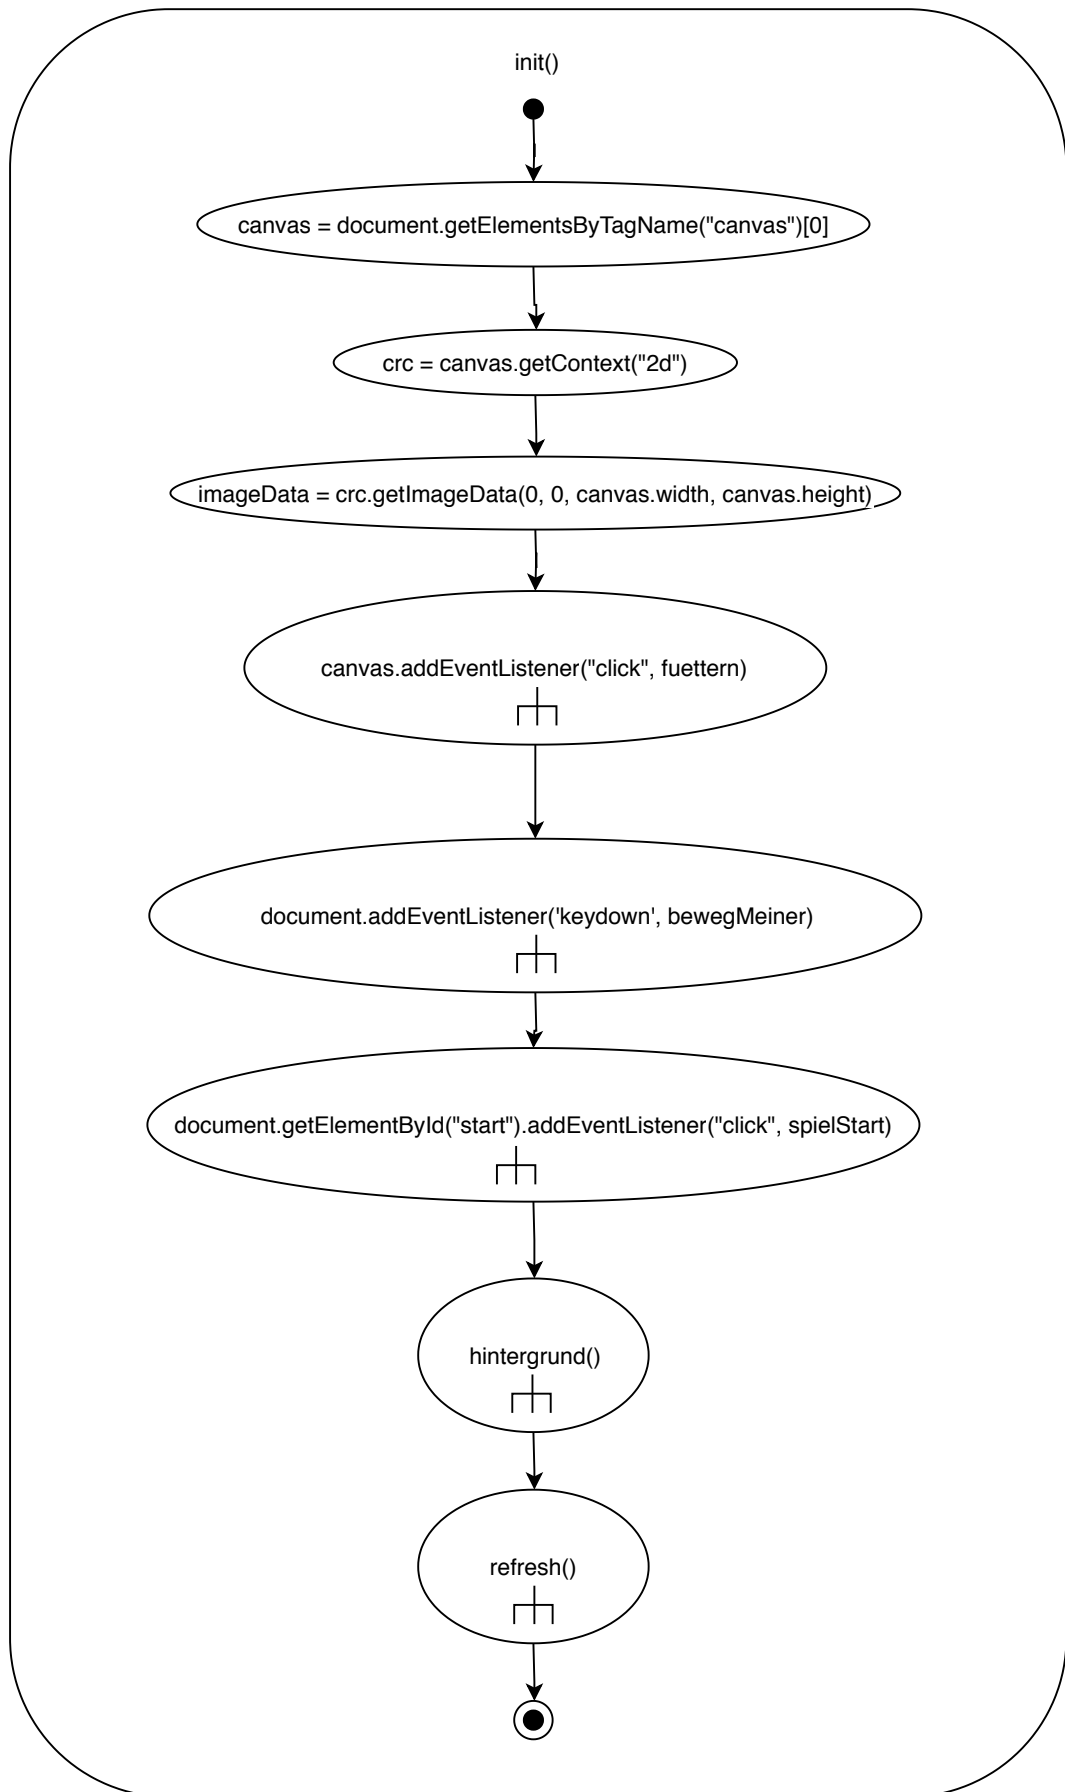 init()
canvas = document.getElementsByTagName("canvas")[0]
crc = canvas.getContext("2d")
imageData = crc.getImageData(0, 0, canvas.width, canvas.height)
canvas.addEventListener("click", fuettern)
document.addEventListener('keydown', bewegMeiner)
document.getElementById("start").addEventListener("click", spielStart)
hintergrund()
refresh()